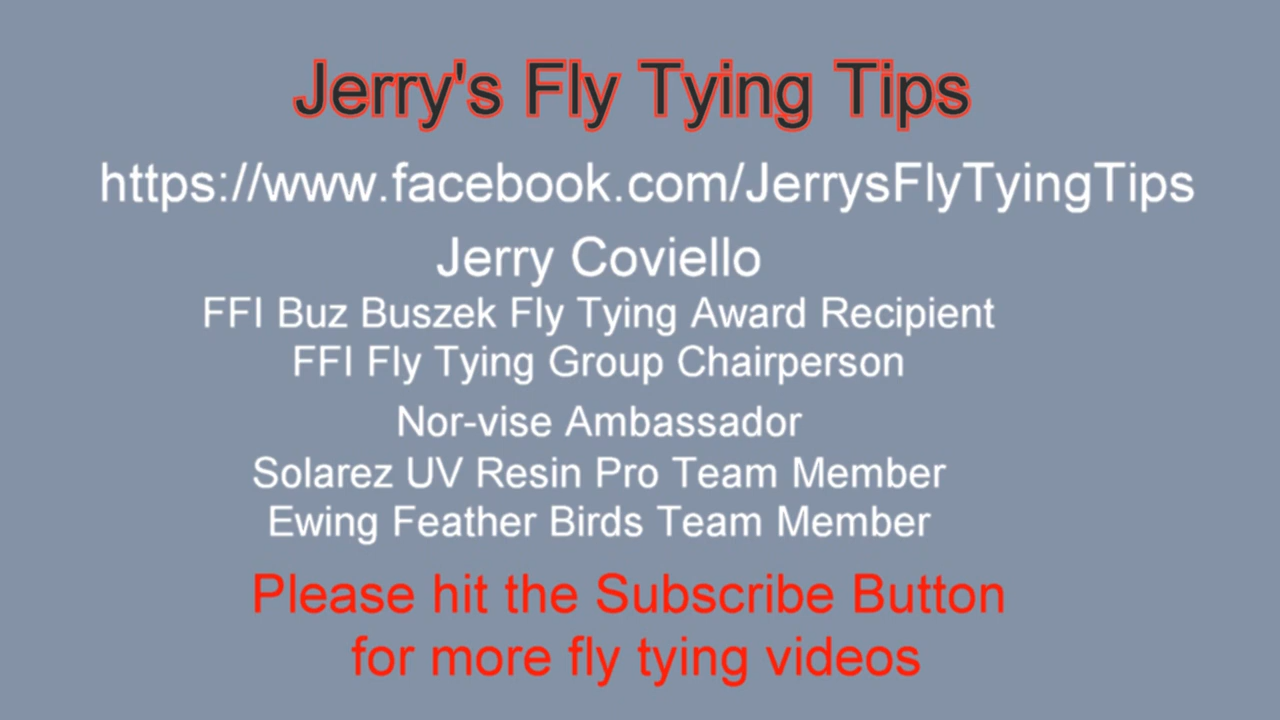 Jerry's Fly Tying Tips
https://www.facebook.com/JerrysFlyTyingTips
Jerry Coviello
FFI Buz Buszek Fly Tying Award Recipient
FFI Fly Tying Group Chairperson
Nor-vise Ambassador
Solarez UV Resin Pro Team Member
Ewing Feather Birds Team Member
Please hit the Subscribe Button
for more fly tying videos